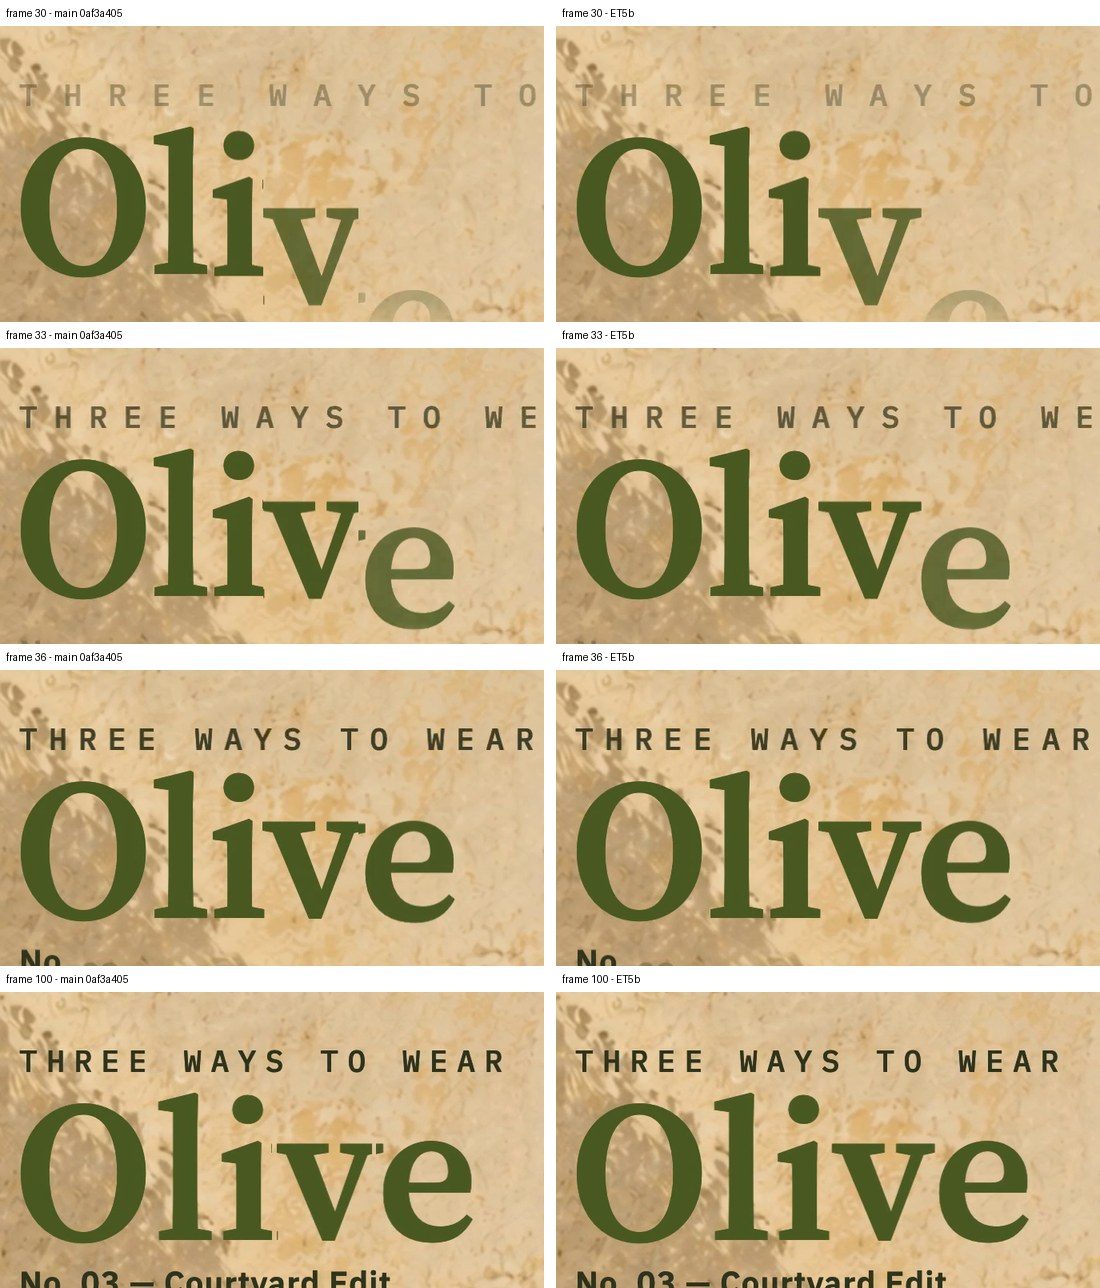 frame 30 - main 0af3a405
frame 30 - ET5b
THREE WAYS TO
THREE WAYS TO
Olive
Olive
frame 33 - main 0af3a405
frame 33 - ET5b
THREE WAYS TO WE
THREE WAYS TO WE
Olive
Olive
frame 36 - main 0af3a405
frame 36 - ET5b
THREE WAYS TO WEAR
THREE WAYS TO WEAR
Olive
Olive
No
No
frame 100 - main 0af3a405
frame 100 - ET5b
THREE WAYS TO WEAR
THREE WAYS TO WEAR
Olive
Olive
No. 03 — Courtyard Edit
No. 03 — Courtyard Edit